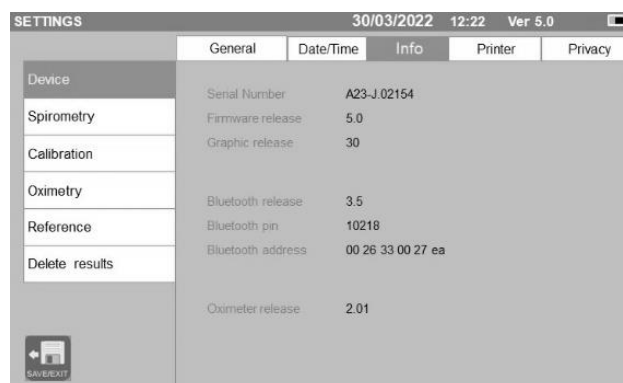 SETTINGS 30/03/2022 12:22 Ver 5.0
General Date/Time Info Printer Privacy
Device
Spirometry
Calibration
Oximetry
Reference
Delete results
Serial Number A23-J.02154
Firmware release 5.0
Graphic release 30
Bluetooth release 3.5
Bluetooth pin 10218
Bluetooth address 00 26 33 00 27 ea
Oximeter release 2.01
SAVE/EXIT